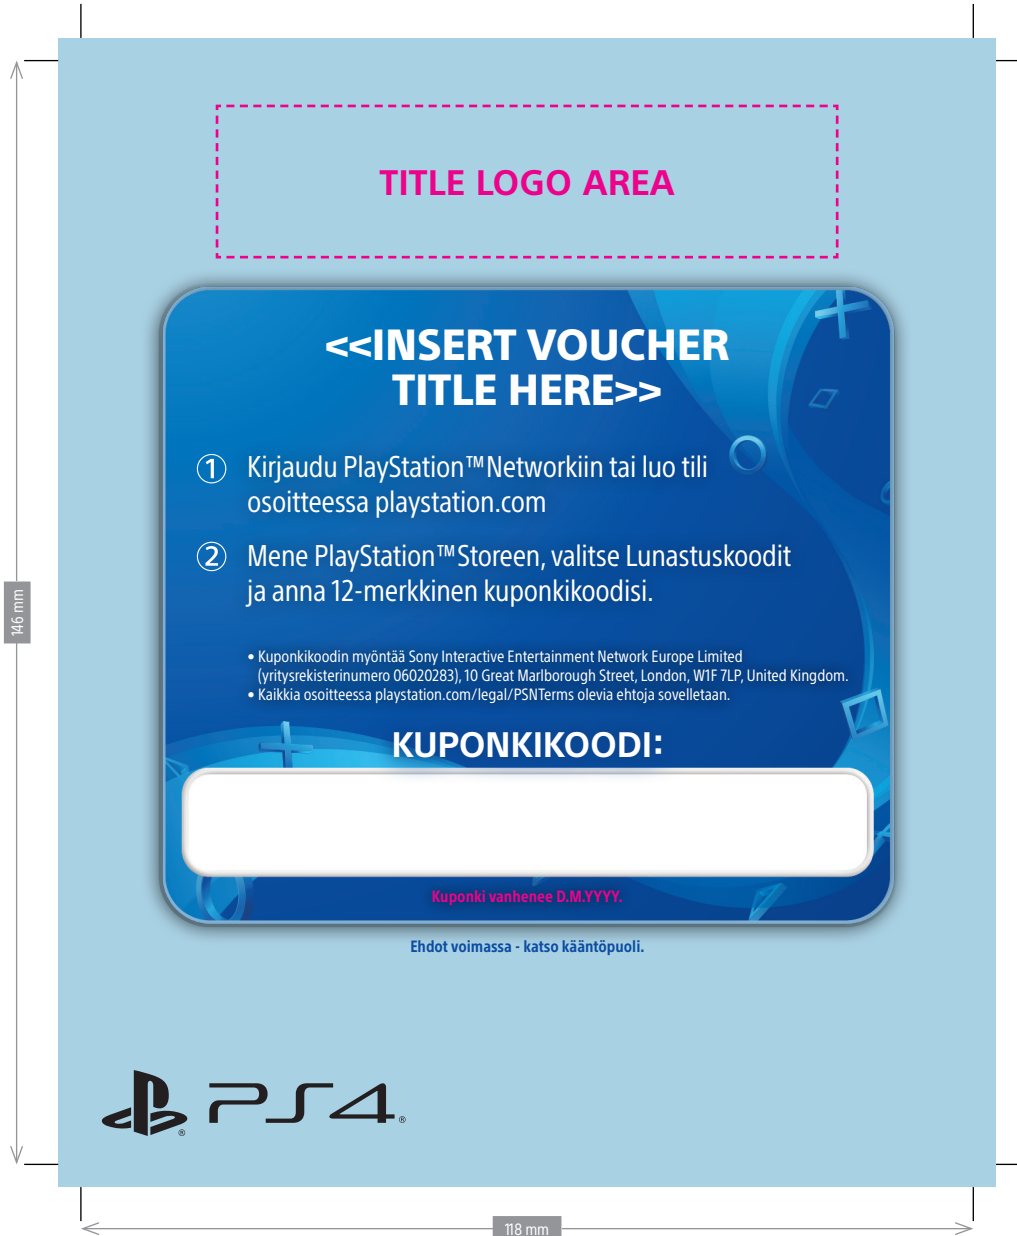 TITLE LOGO AREA
<<INSERT VOUCHER
TITLE HERE>>
1 Kirjaudu PlayStation™Networkiin tai luo tili
osoitteessa playstation.com
2 Mene PlayStation™Storeen, valitse Lunastuskoodit
ja anna 12-merkkinen kuponkikoodisi.
• Kuponkikoodin myöntää Sony Interactive Entertainment Network Europe Limited
(yritysrekisterinumero 06020283), 10 Great Marlborough Street, London, W1F 7LP, United Kingdom.
• Kaikkia osoitteessa playstation.com/legal/PSNTerms olevia ehtoja sovelletaan.
KUPONKIKOODI:
Kuponki vanhenee D.M.YYYY.
Ehdot voimassa - katso kääntöpuoli.
® PS4®
146 mm
118 mm